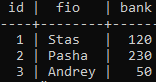 id | fio | bank
----+--------+------
1 | Stas | 120
2 | Pasha | 230
3 | Andrey | 50